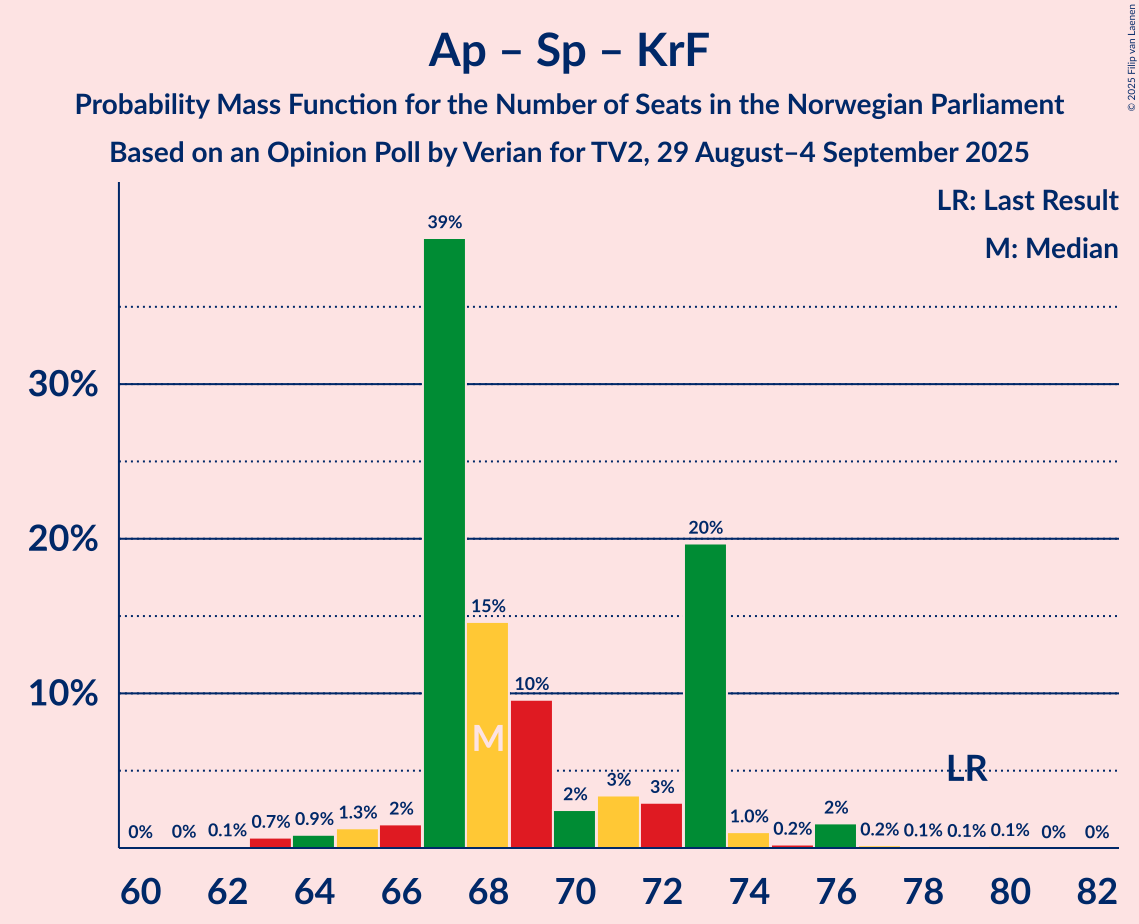 Ap – Sp – KrF
Probability Mass Function for the Number of Seats in the Norwegian Parliament
Based on an Opinion Poll by Verian for TV2, 29 August–4 September 2025
© 2025 Filip van Laenen
LR: Last Result
M: Median
39%
30%
20%
20%
15%
10%
10%
M
LR
0% 0% 0.1% 0.7% 0.9% 1.3% 2% 2% 3% 3% 1.0% 0.2% 2% 0.2% 0.1% 0.1% 0.1% 0% 0%
60 62 64 66 68 70 72 74 76 78 80 82